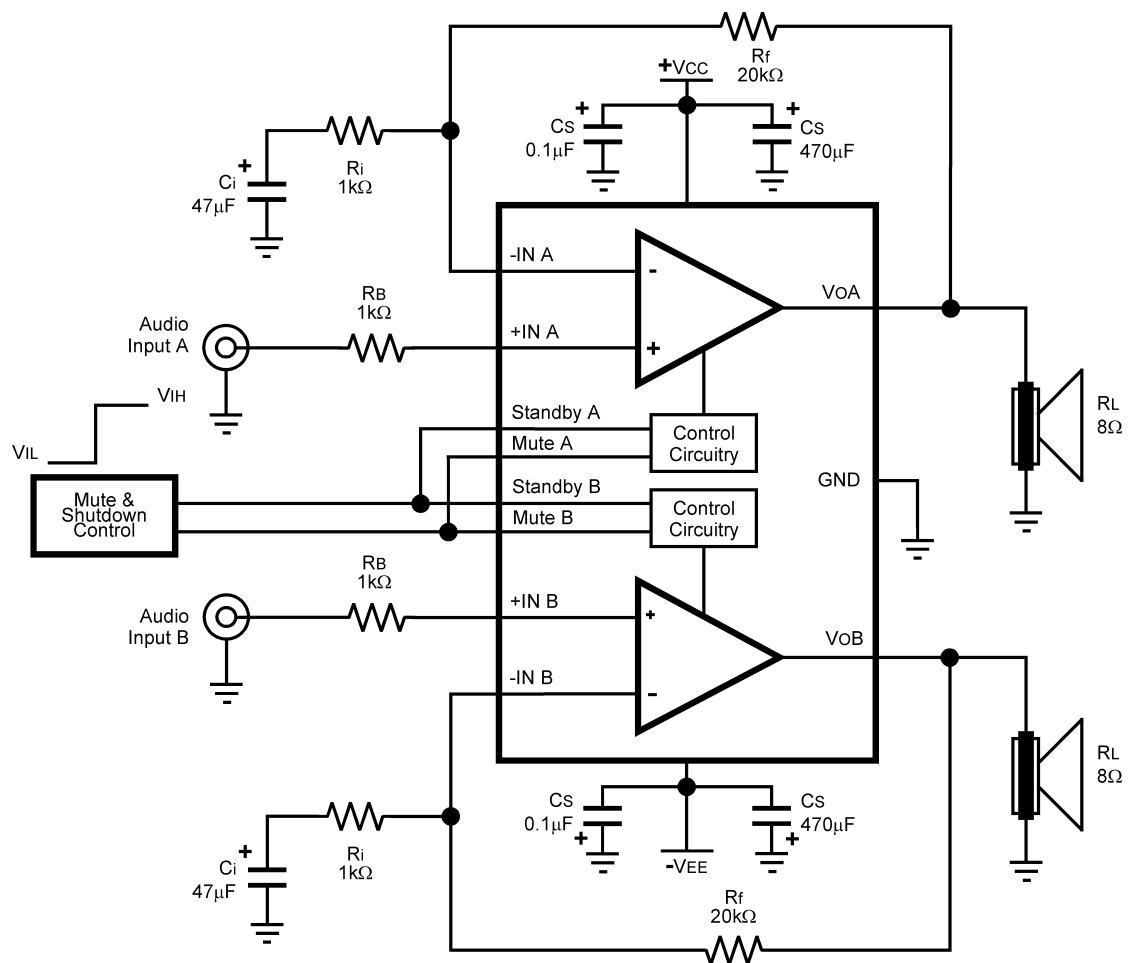 Rf
20kΩ
+VCC
+
CS
0.1µF
+
CS
470µF
Ri
1kΩ
+
Ci
47µF
-IN A
-
VOA
RB
1kΩ
Audio
Input A
+IN A
+
VIH
VIL
RL
8Ω
Standby A
Mute A
Control
Circuitry
GND
Mute &
Shutdown
Control
Standby B
Mute B
Control
Circuitry
RB
1kΩ
Audio
Input B
+IN B
+
VOB
-IN B
-
RL
8Ω
CS
0.1µF
+
CS
470µF
+
-VEE
Ri
1kΩ
+
Ci
47µF
Rf
20kΩ